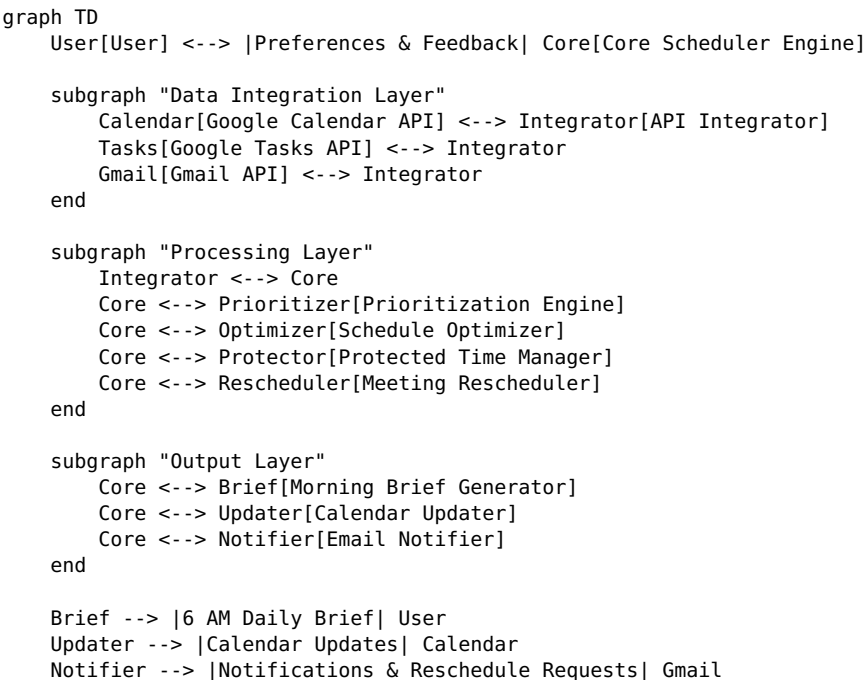 graph TD
    User[User] <--> |Preferences & Feedback| Core[Core Scheduler Engine]

    subgraph "Data Integration Layer"
        Calendar[Google Calendar API] <--> Integrator[API Integrator]
        Tasks[Google Tasks API] <--> Integrator
        Gmail[Gmail API] <--> Integrator
    end

    subgraph "Processing Layer"
        Integrator <--> Core
        Core <--> Prioritizer[Prioritization Engine]
        Core <--> Optimizer[Schedule Optimizer]
        Core <--> Protector[Protected Time Manager]
        Core <--> Rescheduler[Meeting Rescheduler]
    end

    subgraph "Output Layer"
        Core <--> Brief[Morning Brief Generator]
        Core <--> Updater[Calendar Updater]
        Core <--> Notifier[Email Notifier]
    end

    Brief --> |6 AM Daily Brief| User
    Updater --> |Calendar Updates| Calendar
    Notifier --> |Notifications & Reschedule Requests| Gmail